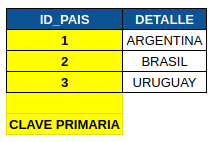 ID_PAIS DETALLE
1 ARGENTINA
2 BRASIL
3 URUGUAY
CLAVE PRIMARIA